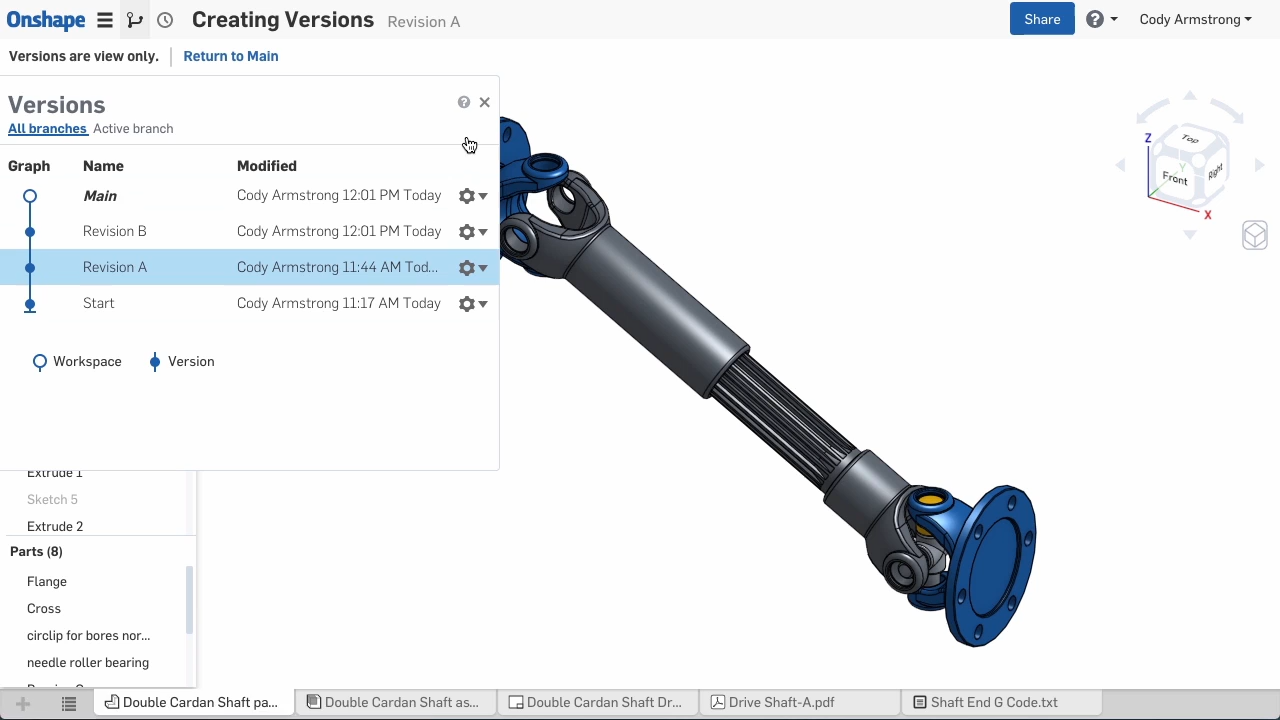 Onshape Creating Versions Revision A Share Cody Armstrong
Versions are view only. Return to Main
Versions
All branches Active branch
Graph Name Modified
Main Cody Armstrong 12:01 PM Today
Revision B Cody Armstrong 12:01 PM Today
Revision A Cody Armstrong 11:44 AM Tod...
Start Cody Armstrong 11:17 AM Today
Workspace Version
Extrude 1
Sketch 5
Extrude 2
Parts (8)
Flange
Cross
circlip for bores nor...
needle roller bearing
Z
Top
Y
Front
Right
X
Double Cardan Shaft pa... Double Cardan Shaft as... Double Cardan Shaft Dr... Drive Shaft-A.pdf Shaft End G Code.txt